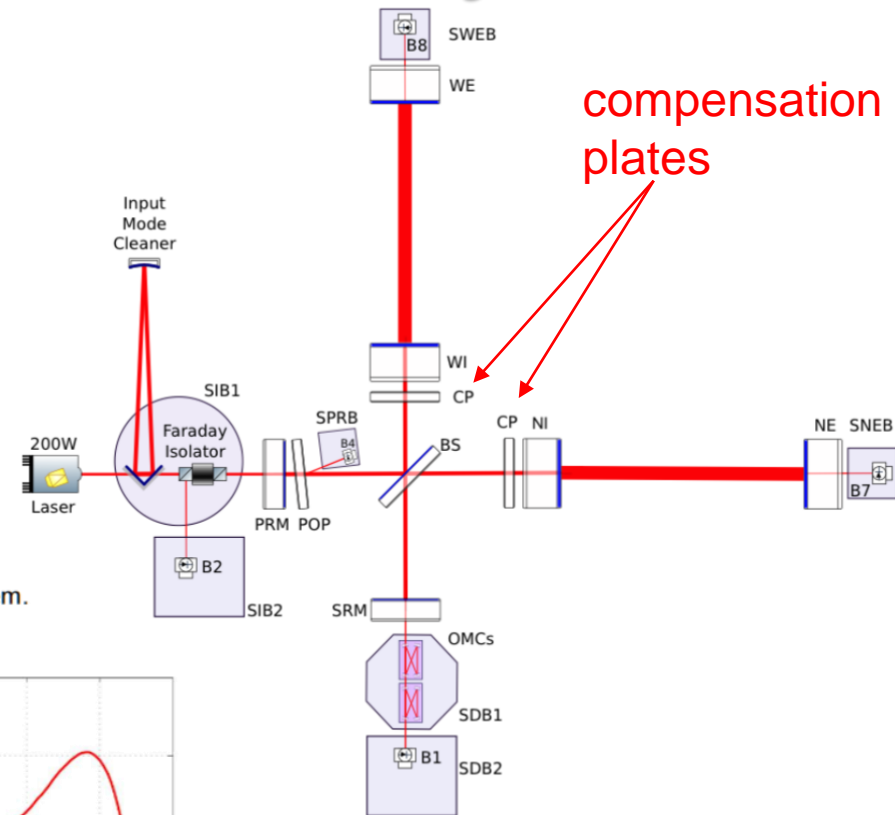 SWEB
B8
WE
compensation
plates
Input
Mode
Cleaner
WI
CP
SIB1
SPRB
B4
BS
CP NI
NE SNEB
200W
Laser
Faraday
Isolator
B7
PRM POP
B2
SIB2
m.
SRM
OMCs
SDB1
B1
SDB2